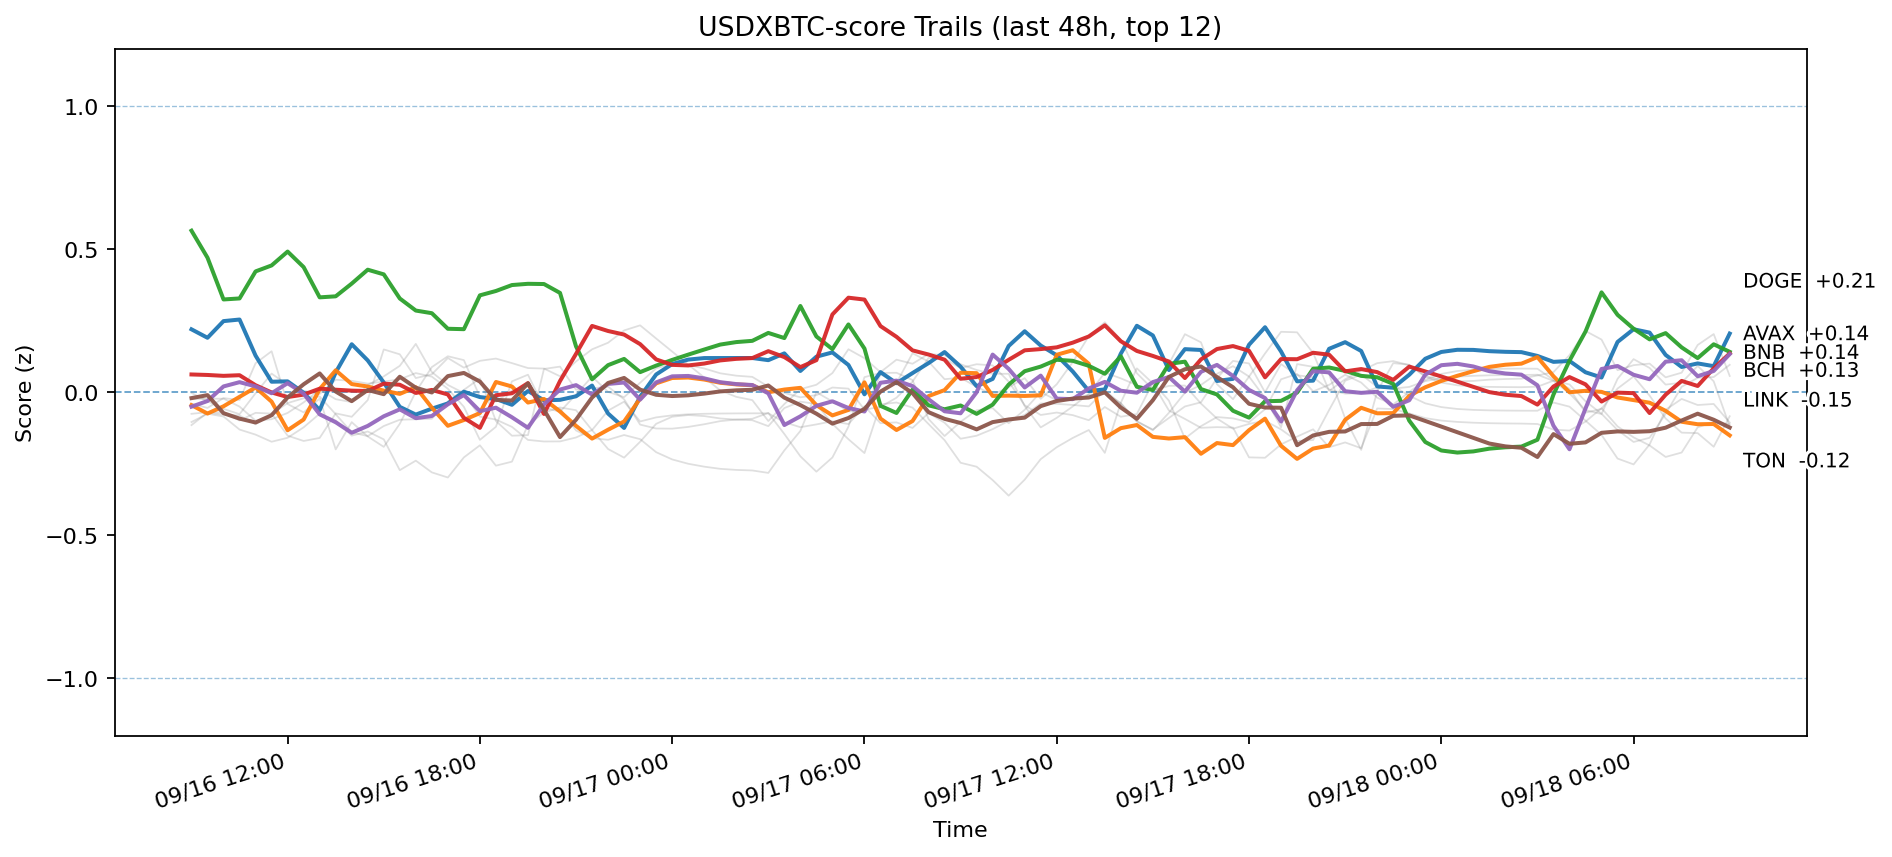 USDXBTC-score Trails (last 48h, top 12)
Score (z)
1.0
0.5
0.0
−0.5
−1.0
DOGE +0.21
AVAX +0.14
BNB +0.14
BCH +0.13
LINK -0.15
TON -0.12
09/16 12:00
09/16 18:00
09/17 00:00
09/17 06:00
09/17 12:00
09/17 18:00
09/18 00:00
09/18 06:00
Time